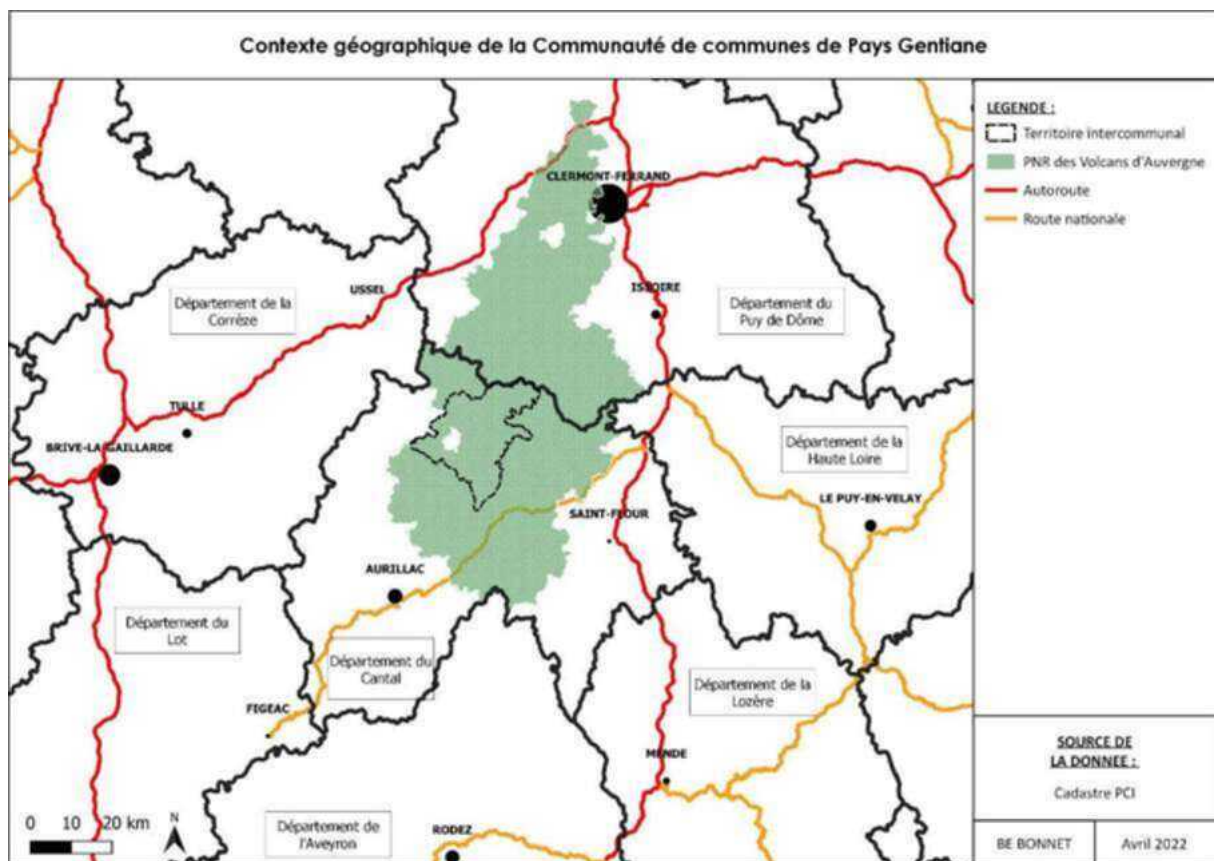 Contexte géographique de la Communauté de communes de Pays Gentiane
LEGENDE :
Territoire intercommunal
PNR des Volcans d'Auvergne
Autoroute
Route nationale
CLERMONT-FERRAND
USSEL
ISSOIRE
Département de la
Corrèze
Département du
Puy de Dôme
TULLE
BRIVE-LA-GAILLARDE
Département de la
Haute Loire
LE PUY-EN-VELAY
SAINT-FLOUR
AURILLAC
Département du
Lot
Département du
Cantal
Département de la
Lozère
FIGEAC
MENDE
RODEZ
Département de
l'Aveyron
0 10 20 km
N
SOURCE DE
LA DONNEE :
Cadastre PCI
BE BONNET
Avril 2022